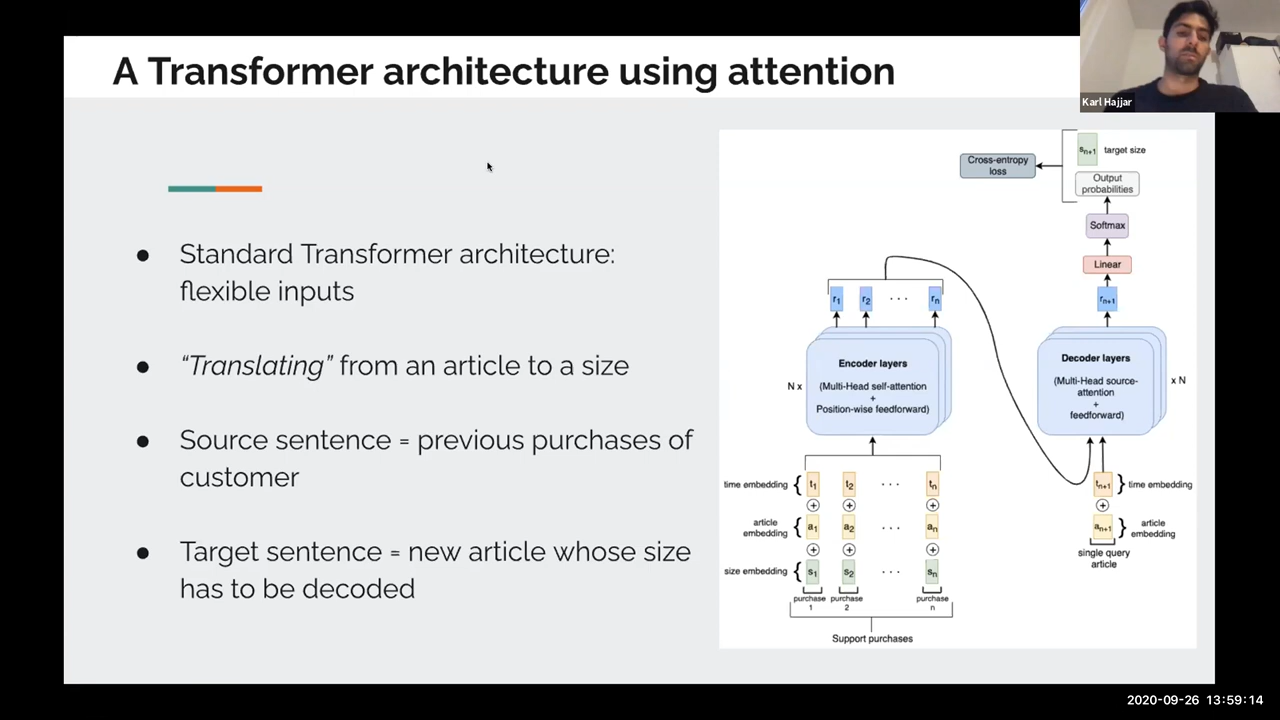 A Transformer architecture using attention
Karl Hajjar
● Standard Transformer architecture:
flexible inputs
● “Translating” from an article to a size
● Source sentence = previous purchases of
customer
● Target sentence = new article whose size
has to be decoded
Cross-entropy
loss
sn+1 target size
Output
probabilities
Softmax
Linear
r1 r2 · · · rn
rn+1
N x
Encoder layers
(Multi-Head self-attention
+
Position-wise feedforward)
Decoder layers
(Multi-Head source-
attention
+
feedforward)
x N
time embedding { t1 t2 · · · tn
+ + +
article
embedding { a1 a2 · · · an
+ + +
size embedding { s1 s2 · · · sn
purchase
1
purchase
2
purchase
n
Support purchases
tn+1 } time embedding
+
an+1 } article
embedding
single query
article
2020-09-26 13:59:14